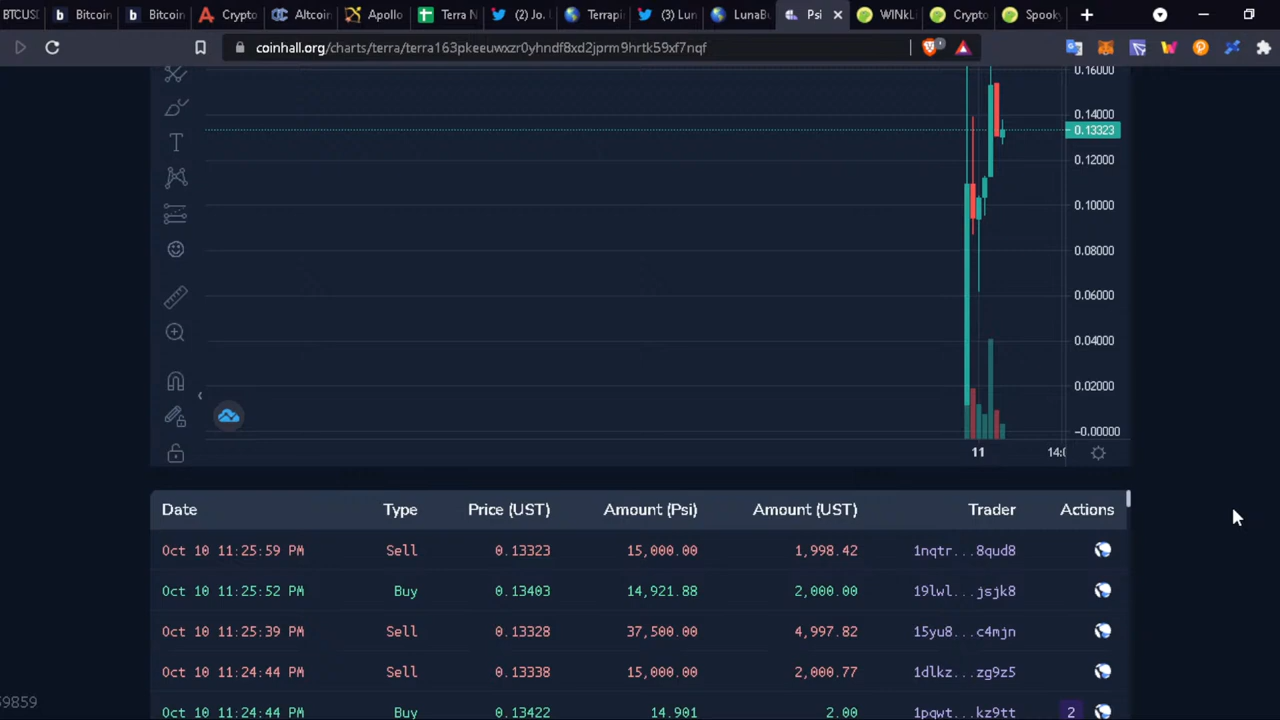 BTCUSD Bitcoin Bitcoin Crypto Altcoin Apollo Terra N (2) Jo. Terrapi (3) Lun LunaBu Psi WINkL Crypto Spooky
coinhall.org/charts/terra/terra163pkeeuwxzr0yhndf8xd2jprm9hrtk59xf7nqf
0.16000
0.14000
0.13323
0.12000
0.10000
0.08000
0.06000
0.04000
0.02000
-0.00000
11 14:0
Date Type Price (UST) Amount (Psi) Amount (UST) Trader Actions
Oct 10 11:25:59 PM Sell 0.13323 15,000.00 1,998.42 1nqtr...8qud8
Oct 10 11:25:52 PM Buy 0.13403 14,921.88 2,000.00 19lwl...jsjk8
Oct 10 11:25:39 PM Sell 0.13328 37,500.00 4,997.82 15yu8...c4mjn
Oct 10 11:24:44 PM Sell 0.13338 15,000.00 2,000.77 1dlkz...zg9z5
Oct 10 11:24:44 PM Buy 0.13422 14.901 2.00 1pqwt...kz9tt 2